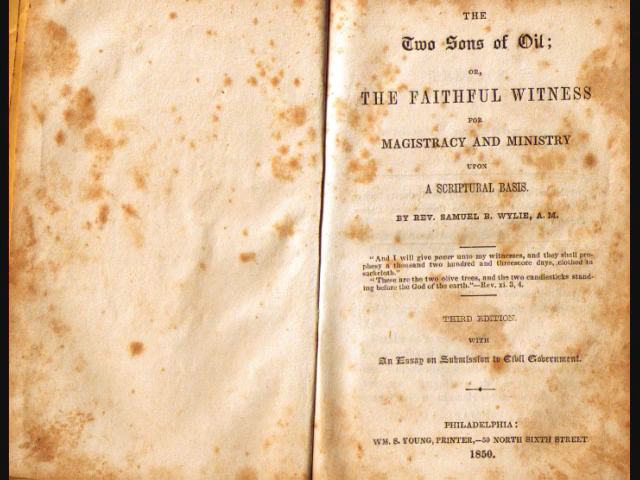 THE
Two Sons of Oil;
OR,
THE FAITHFUL WITNESS
FOR
MAGISTRACY AND MINISTRY
UPON
A SCRIPTURAL BASIS.
BY REV. SAMUEL B. WYLIE, A. M.
"And I will give power unto my witnesses, and they shall pro-
phesy a thousand two hundred and threescore days, clothed in
sackcloth."
"These are the two olive trees, and the two candlesticks stand-
ing before the God of the earth."—Rev. xi. 3, 4.
THIRD EDITION.
WITH
An Essay on Submission to Civil Government.
PHILADELPHIA:
WM. S. YOUNG, PRINTER,—50 NORTH SIXTH STREET
1850.